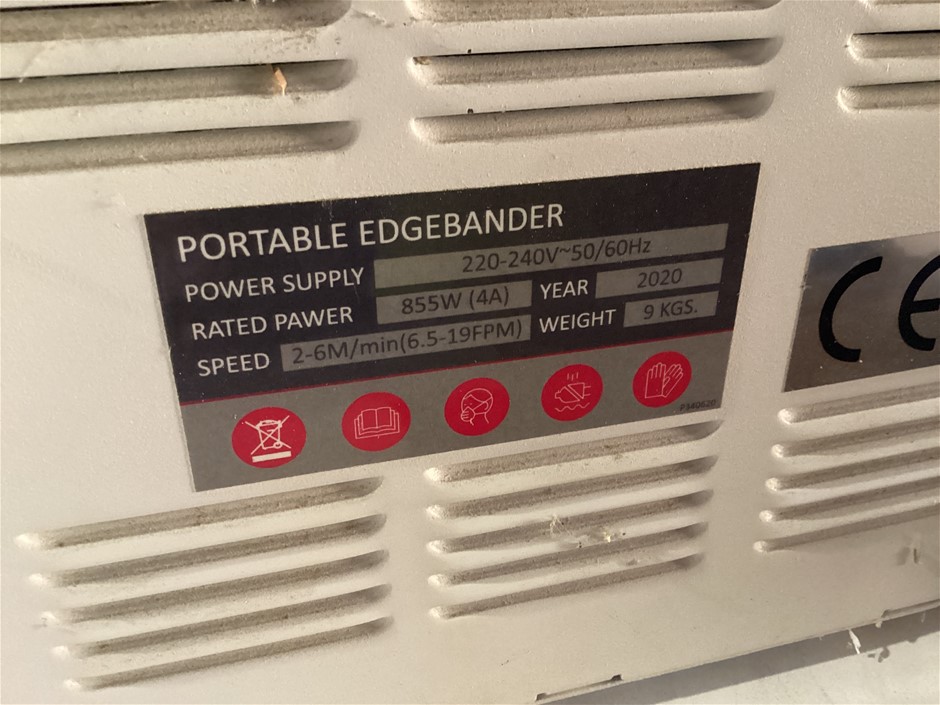 PORTABLE EDGEBANDER
POWER SUPPLY 220-240V~50/60Hz
RATED PAWER 855W (4A) YEAR 2020
SPEED 2-6M/min(6.5-19FPM) WEIGHT 9 KGS.
P340620
CE